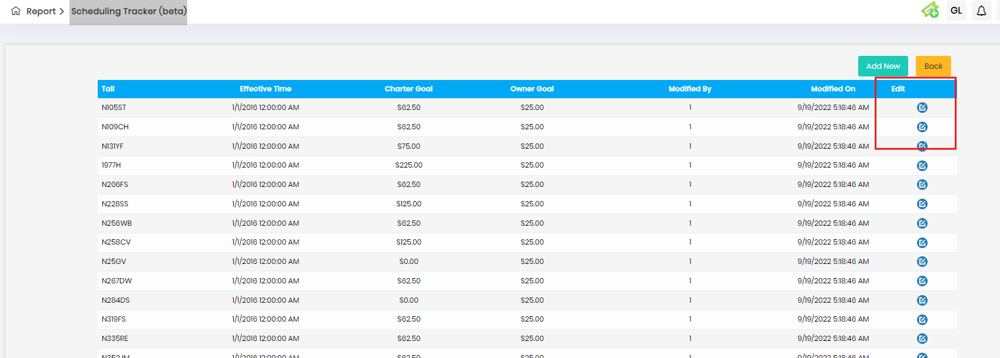 Report > Scheduling Tracker (beta) GL
Add New Back
Tail Effective Time Charter Goal Owner Goal Modified By Modified On Edit
N105ST 1/1/2016 12:00:00 AM $62.50 $25.00 1 9/19/2022 5:18:46 AM
N109CH 1/1/2016 12:00:00 AM $62.50 $25.00 1 9/19/2022 5:18:46 AM
N131YF 1/1/2016 12:00:00 AM $75.00 $25.00 1 9/19/2022 5:18:46 AM
1977H 1/1/2016 12:00:00 AM $225.00 $25.00 1 9/19/2022 5:18:46 AM
N206FS 1/1/2016 12:00:00 AM $62.50 $25.00 1 9/19/2022 5:18:46 AM
N228SS 1/1/2016 12:00:00 AM $125.00 $25.00 1 9/19/2022 5:18:46 AM
N256WB 1/1/2016 12:00:00 AM $62.50 $25.00 1 9/19/2022 5:18:46 AM
N258CV 1/1/2016 12:00:00 AM $125.00 $25.00 1 9/19/2022 5:18:46 AM
N25GV 1/1/2016 12:00:00 AM $0.00 $25.00 1 9/19/2022 5:18:46 AM
N267DW 1/1/2016 12:00:00 AM $62.50 $25.00 1 9/19/2022 5:18:46 AM
N284DS 1/1/2016 12:00:00 AM $0.00 $25.00 1 9/19/2022 5:18:46 AM
N319FS 1/1/2016 12:00:00 AM $62.50 $25.00 1 9/19/2022 5:18:46 AM
N335RE 1/1/2016 12:00:00 AM $62.50 $25.00 1 9/19/2022 5:18:46 AM
1/1/2016 12:00:00 AM $62.50 $25.00 1 9/19/2022 5:18:46 AM